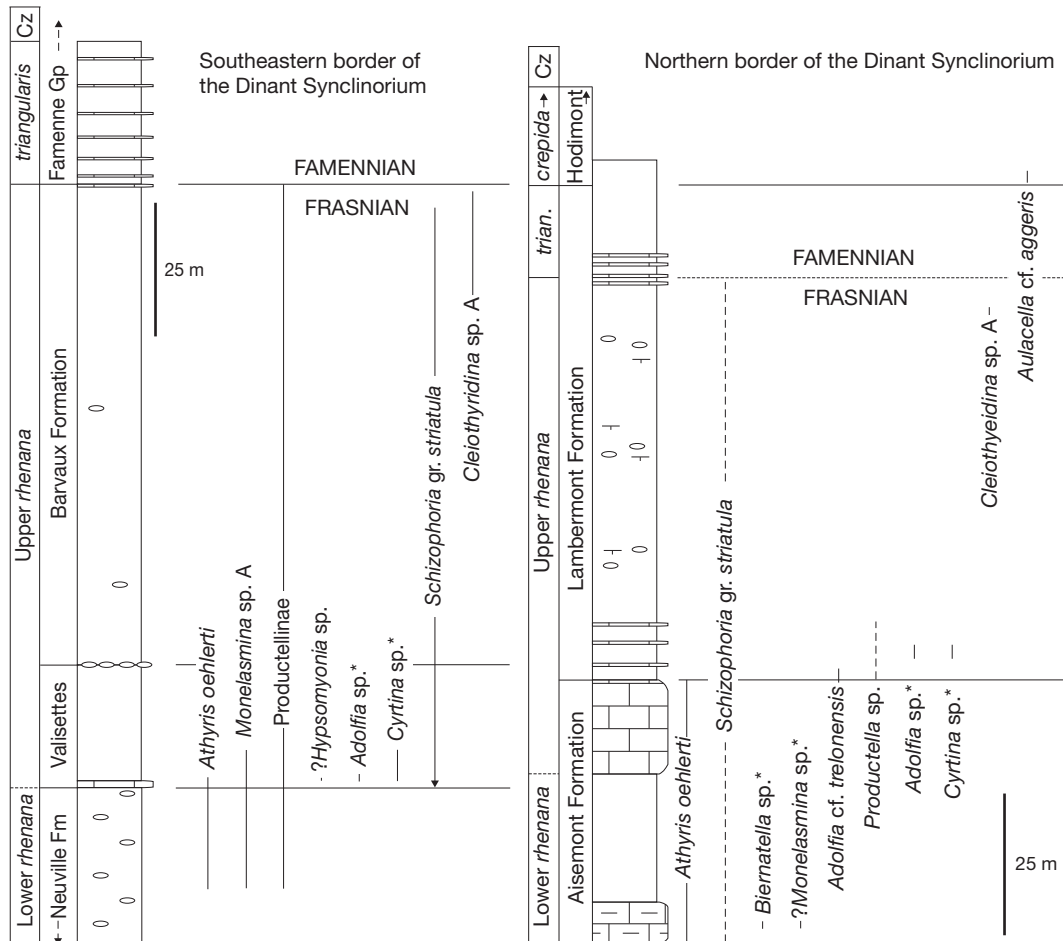 Cz
triangularis
Upper rhenana
Lower rhenana
Famenne Gp
Barvaux Formation
Valisettes
Neuville Fm
Southeastern border of
the Dinant Synclinorium
FAMENNIAN
FRASNIAN
25 m
Athyris oehlerti
Monelasmina sp. A
Productellinae
?Hypsomyonia sp.
Adolfia sp.*
Cyrtina sp.*
Schizophoria gr. striatula
Cleiothyridina sp. A
Cz
crepida
trian.
Upper rhenana
Lower rhenana
Hodimont
Lambermont Formation
Aisemont Formation
Northern border of the Dinant Synclinorium
FAMENNIAN
FRASNIAN
Athyris oehlerti
Schizophoria gr. striatula
Biernatella sp.*
?Monelasmina sp.*
Adolfia cf. trelonensis
Productella sp.
Adolfia sp.*
Cyrtina sp.*
Cleiothyeidina sp. A
Aulacella cf. aggeris
25 m